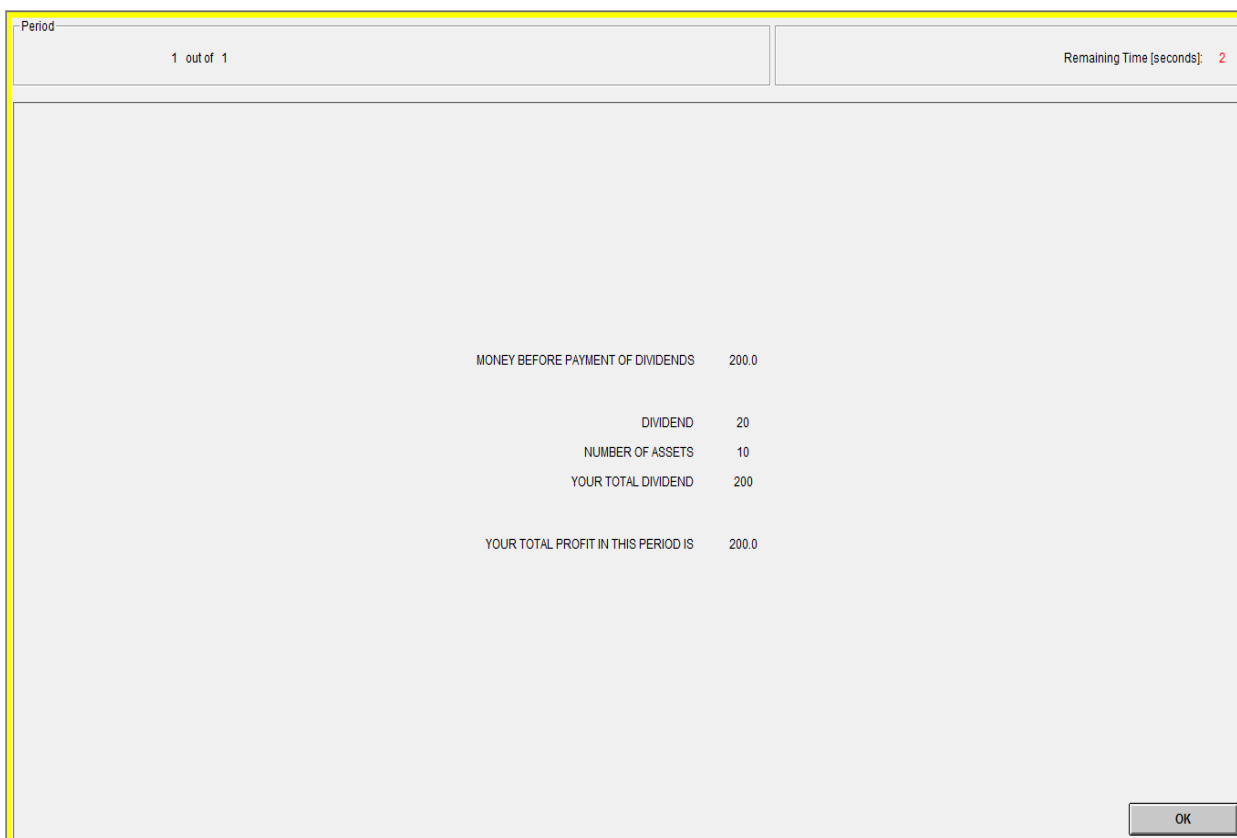 Period
1 out of 1
Remaining Time [seconds]: 2
MONEY BEFORE PAYMENT OF DIVIDENDS 200.0
DIVIDEND 20
NUMBER OF ASSETS 10
YOUR TOTAL DIVIDEND 200
YOUR TOTAL PROFIT IN THIS PERIOD IS 200.0
OK